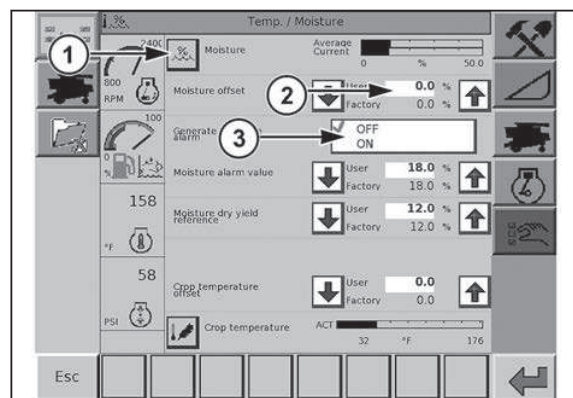 Temp. / Moisture
% 2400
800
RPM
100
0
%
158
°F
58
PSI
1
% Moisture
Average
Current
0 % 50.0
Moisture offset
2
User 0.0 %
Factory 0.0 %
Generate
alarm
3
OFF
ON
Moisture alarm value
User 18.0 %
Factory 18.0 %
Moisture dry yield
reference
User 12.0 %
Factory 12.0 %
Crop temperature
offset
User 0.0
Factory 0.0
Crop temperature
ACT
32 °F 176
Esc